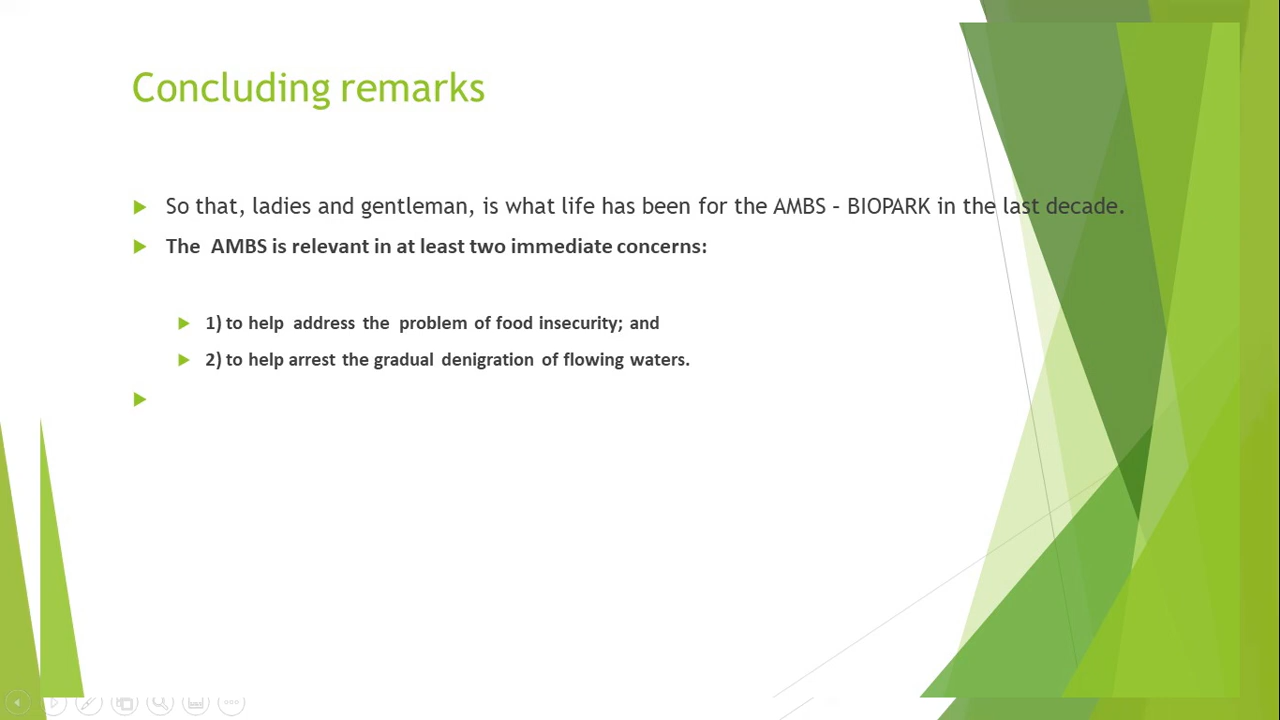 Concluding remarks
So that, ladies and gentleman, is what life has been for the AMBS – BIOPARK in the last decade.
The AMBS is relevant in at least two immediate concerns:
1) to help address the problem of food insecurity; and
2) to help arrest the gradual denigration of flowing waters.